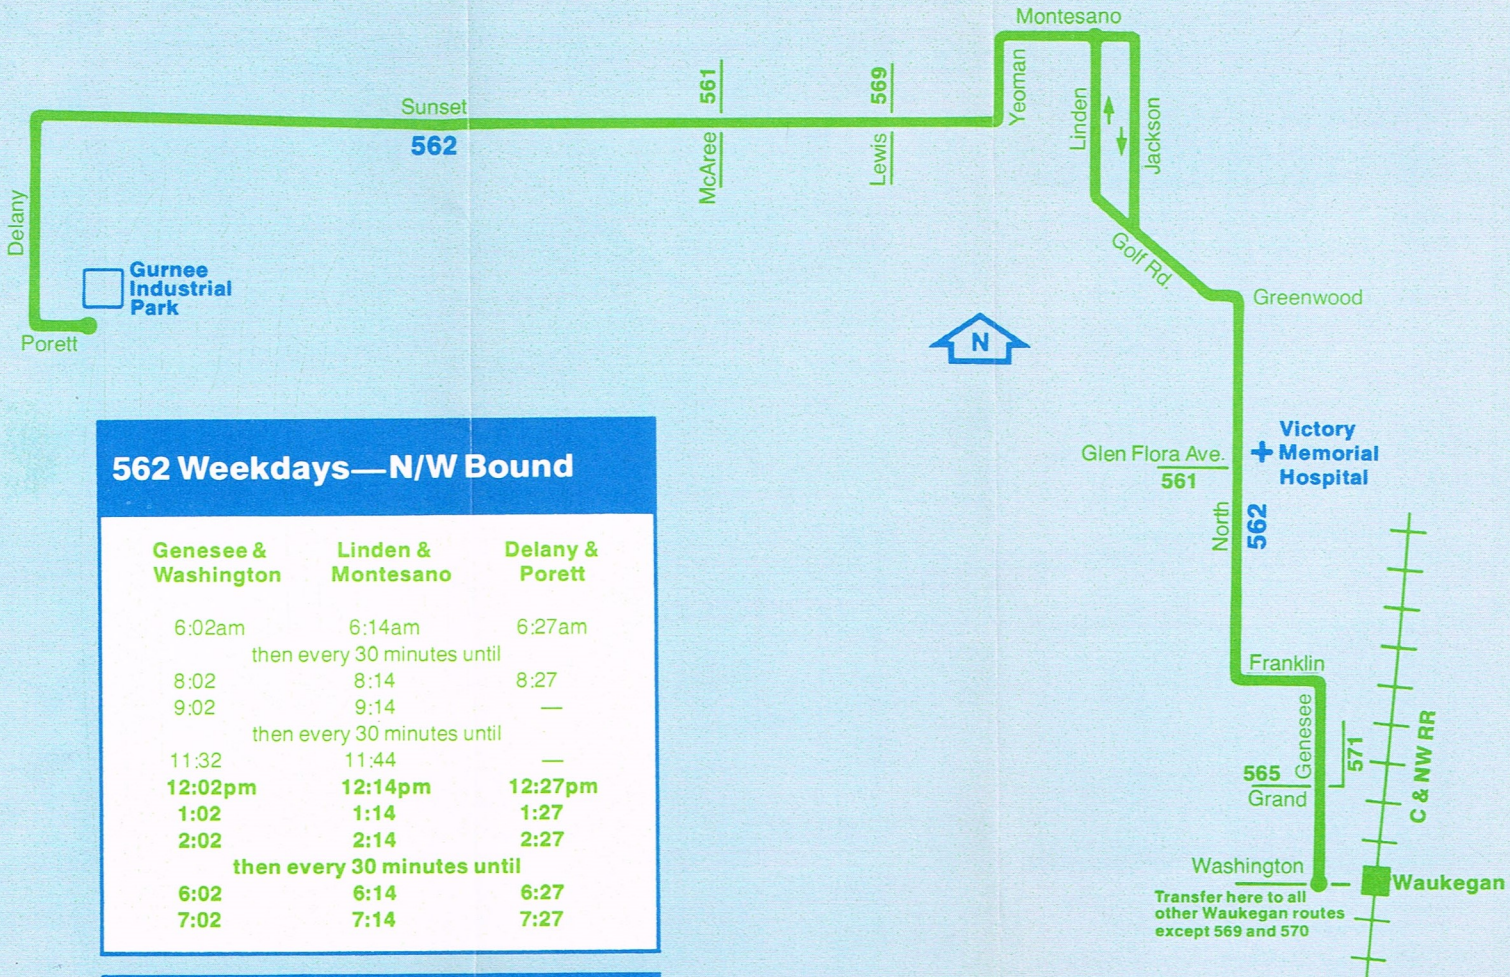 Montesano
Yeoman
Linden
Jackson
561
569
Sunset
562
McAree
Lewis
Delany
Golf Rd.
Gurnee
Industrial
Park
Porett
Greenwood
N
Glen Flora Ave.
561
Victory
Memorial
Hospital
North
562
Franklin
Genesee
571
565
Grand
C & NW RR
Washington
Waukegan
Transfer here to all
other Waukegan routes
except 569 and 570
562 Weekdays—N/W Bound
Genesee & Linden & Delany &
Washington Montesano Porett
6:02am 6:14am 6:27am
then every 30 minutes until
8:02 8:14 8:27
9:02 9:14 —
then every 30 minutes until
11:32 11:44 —
12:02pm 12:14pm 12:27pm
1:02 1:14 1:27
2:02 2:14 2:27
then every 30 minutes until
6:02 6:14 6:27
7:02 7:14 7:27